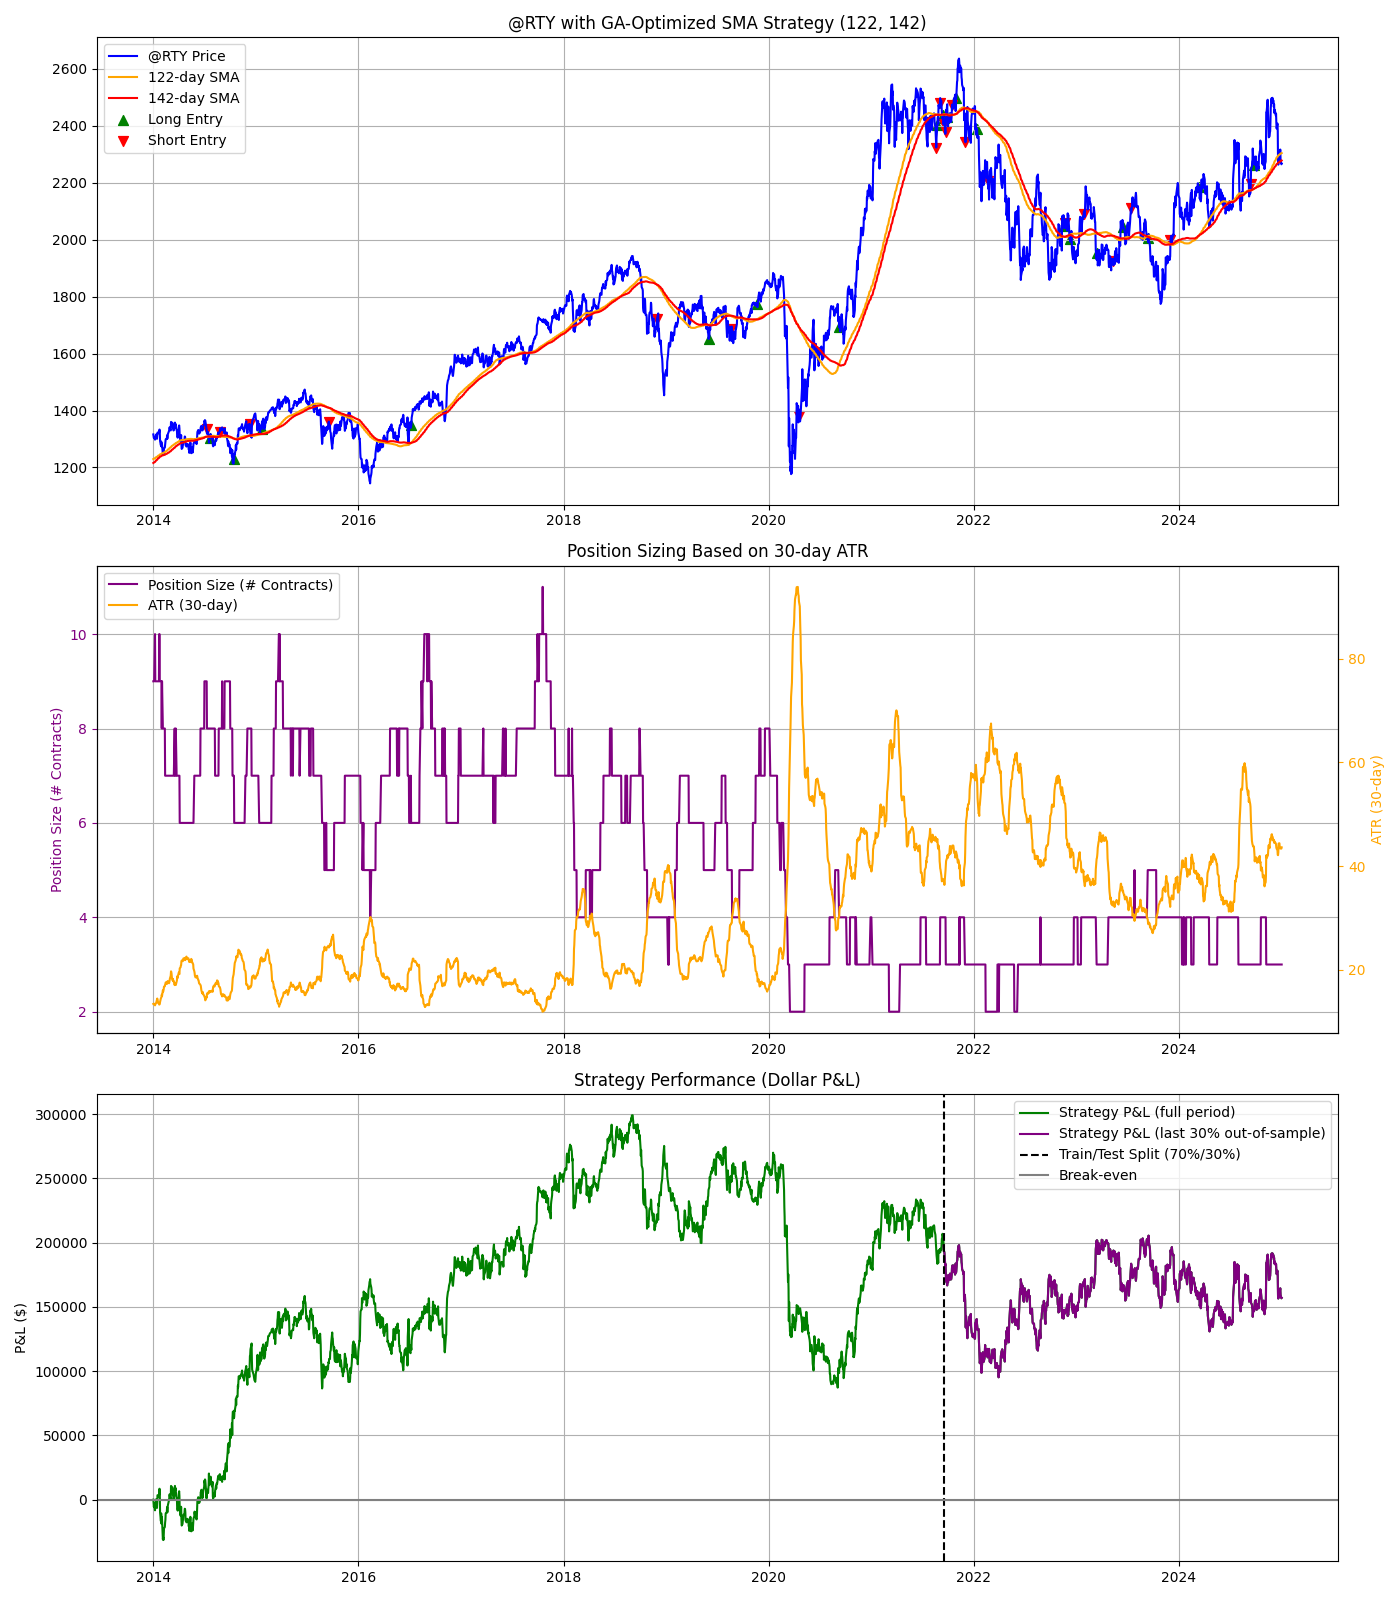 @RTY with GA-Optimized SMA Strategy (122, 142)
@RTY Price
122-day SMA
142-day SMA
Long Entry
Short Entry
2600
2400
2200
2000
1800
1600
1400
1200
2014 2016 2018 2020 2022 2024
Position Sizing Based on 30-day ATR
Position Size (# Contracts)
ATR (30-day)
Position Size (# Contracts)
10
8
6
4
2
80
60
40
20
ATR (30-day)
2014 2016 2018 2020 2022 2024
Strategy Performance (Dollar P&L)
Strategy P&L (full period)
Strategy P&L (last 30% out-of-sample)
Train/Test Split (70%/30%)
Break-even
P&L ($)
300000
250000
200000
150000
100000
50000
0
2014 2016 2018 2020 2022 2024